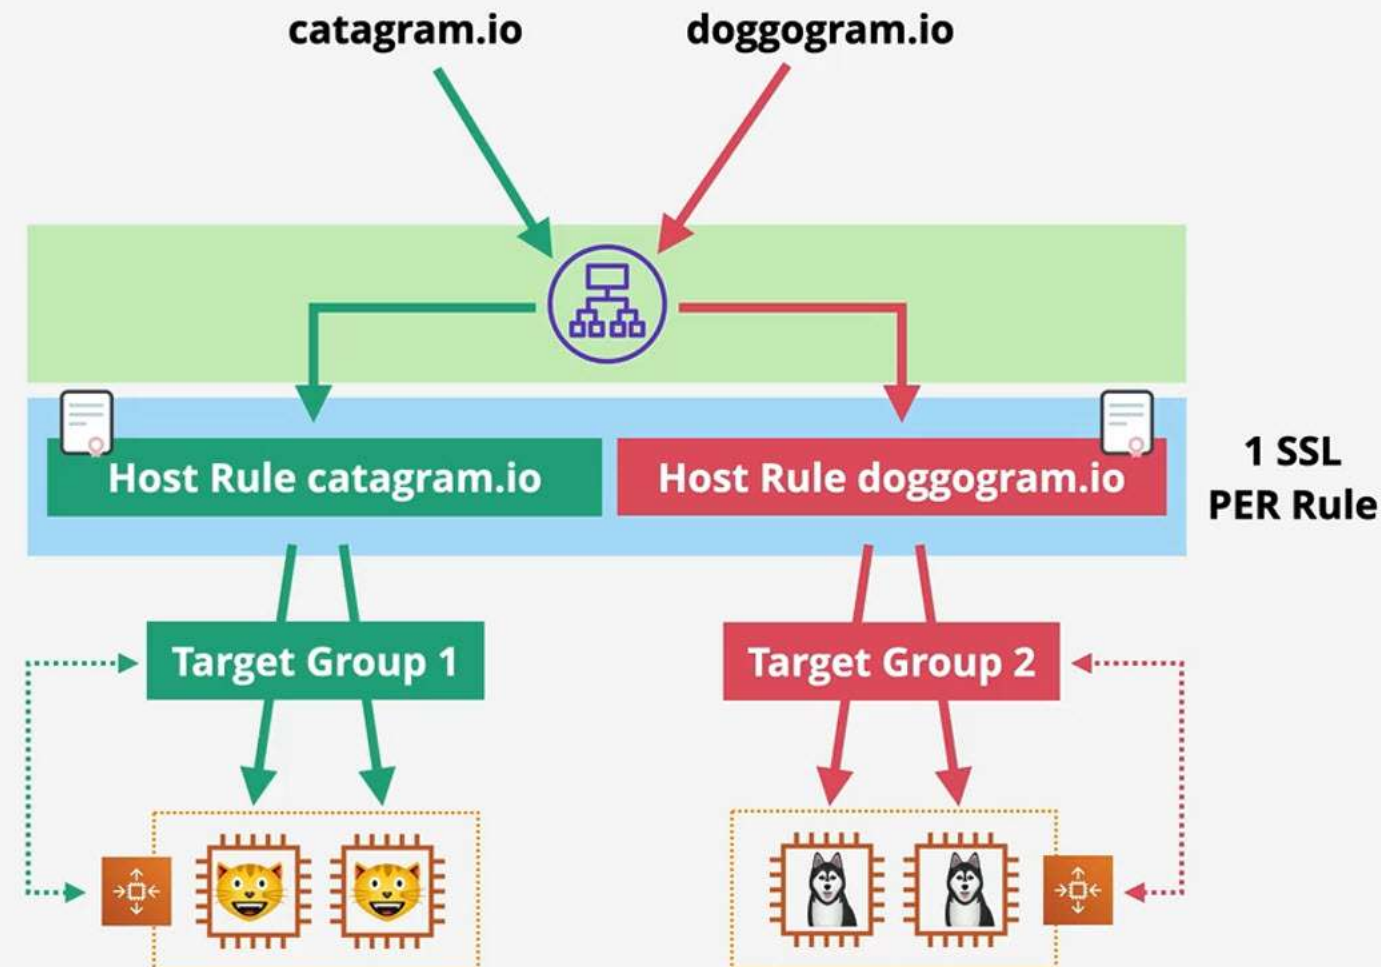 catagram.io
doggogram.io
Host Rule catagram.io
Host Rule doggogram.io
1 SSL
PER Rule
Target Group 1
Target Group 2